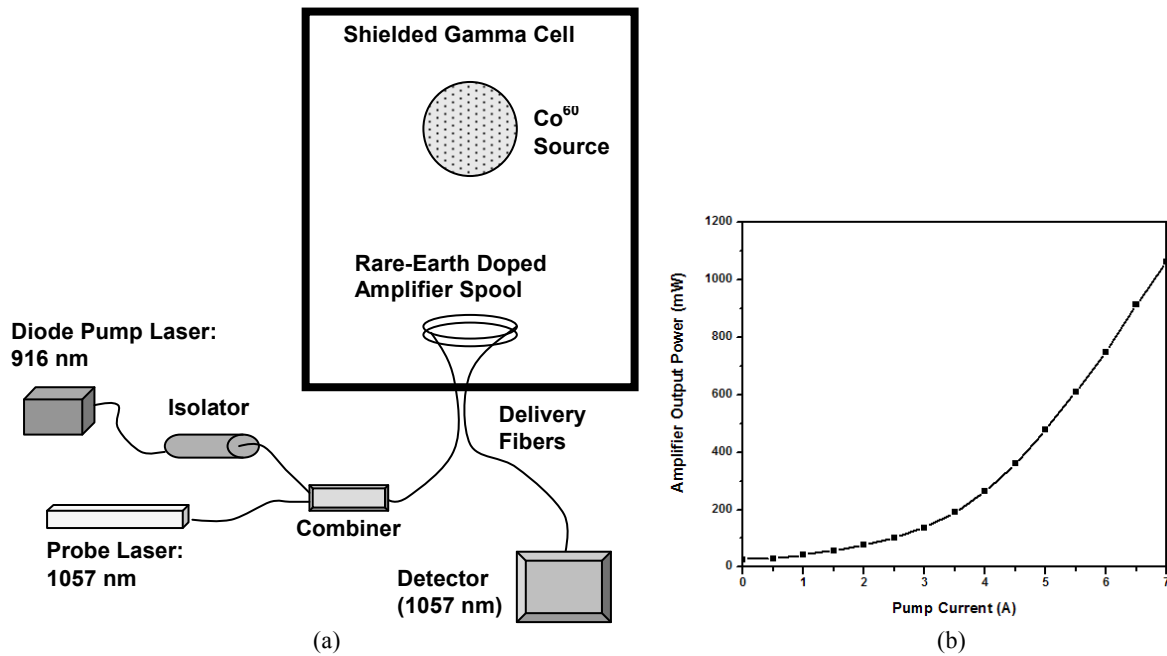 Shielded Gamma Cell
Co⁶⁰
Source
Rare-Earth Doped
Amplifier Spool
Diode Pump Laser:
916 nm
Isolator
Delivery
Fibers
Combiner
Probe Laser:
1057 nm
Detector
(1057 nm)
(a)
1200
1000
800
600
400
200
0
Amplifier Output Power (mW)
0 1 2 3 4 5 6 7
Pump Current (A)
(b)